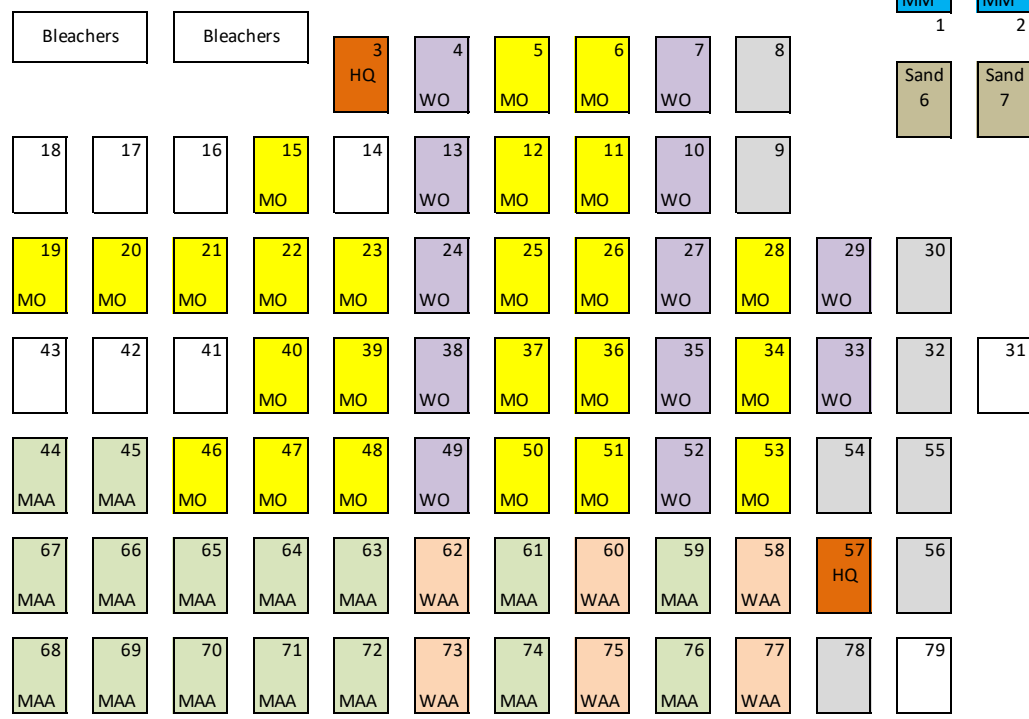 MM MM
1 2
Bleachers Bleachers
3 4 5 6 7 8
HQ
WO MO MO WO
Sand Sand
6 7
18 17 16 15 14 13 12 11 10 9
MO WO MO MO WO
19 20 21 22 23 24 25 26 27 28 29 30
MO MO MO MO MO WO MO MO WO MO WO
43 42 41 40 39 38 37 36 35 34 33 32 31
MO MO WO MO MO WO MO WO
44 45 46 47 48 49 50 51 52 53 54 55
MAA MAA MO MO MO WO MO MO WO MO
67 66 65 64 63 62 61 60 59 58 57 56
HQ
MAA MAA MAA MAA MAA WAA MAA WAA MAA WAA
68 69 70 71 72 73 74 75 76 77 78 79
MAA MAA MAA MAA MAA WAA MAA WAA MAA WAA